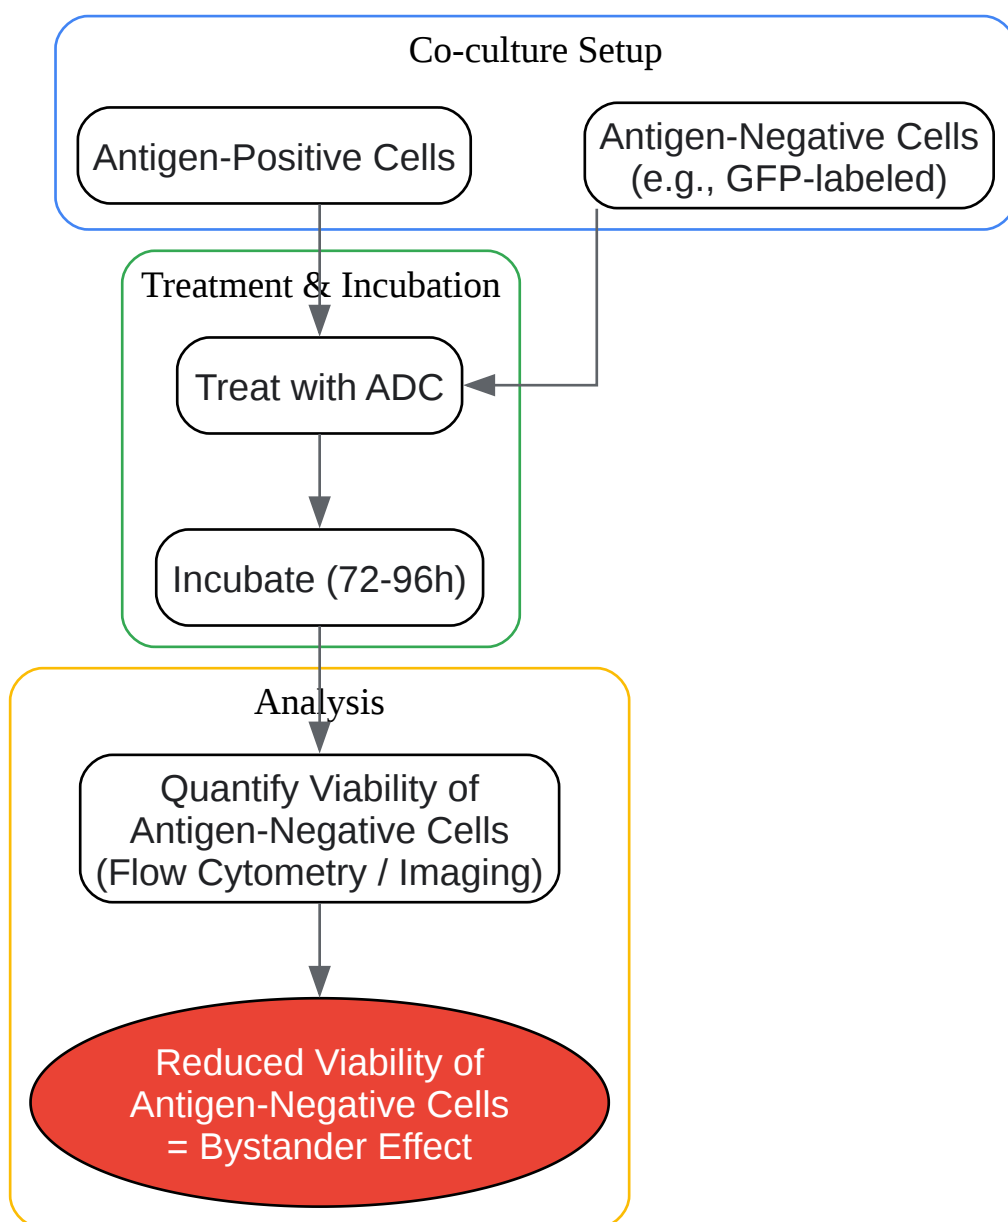 Co-culture Setup
Antigen-Positive Cells
Antigen-Negative Cells
(e.g., GFP-labeled)
Treatment & Incubation
Treat with ADC
Incubate (72-96h)
Analysis
Quantify Viability of
Antigen-Negative Cells
(Flow Cytometry / Imaging)
Reduced Viability of
Antigen-Negative Cells
= Bystander Effect